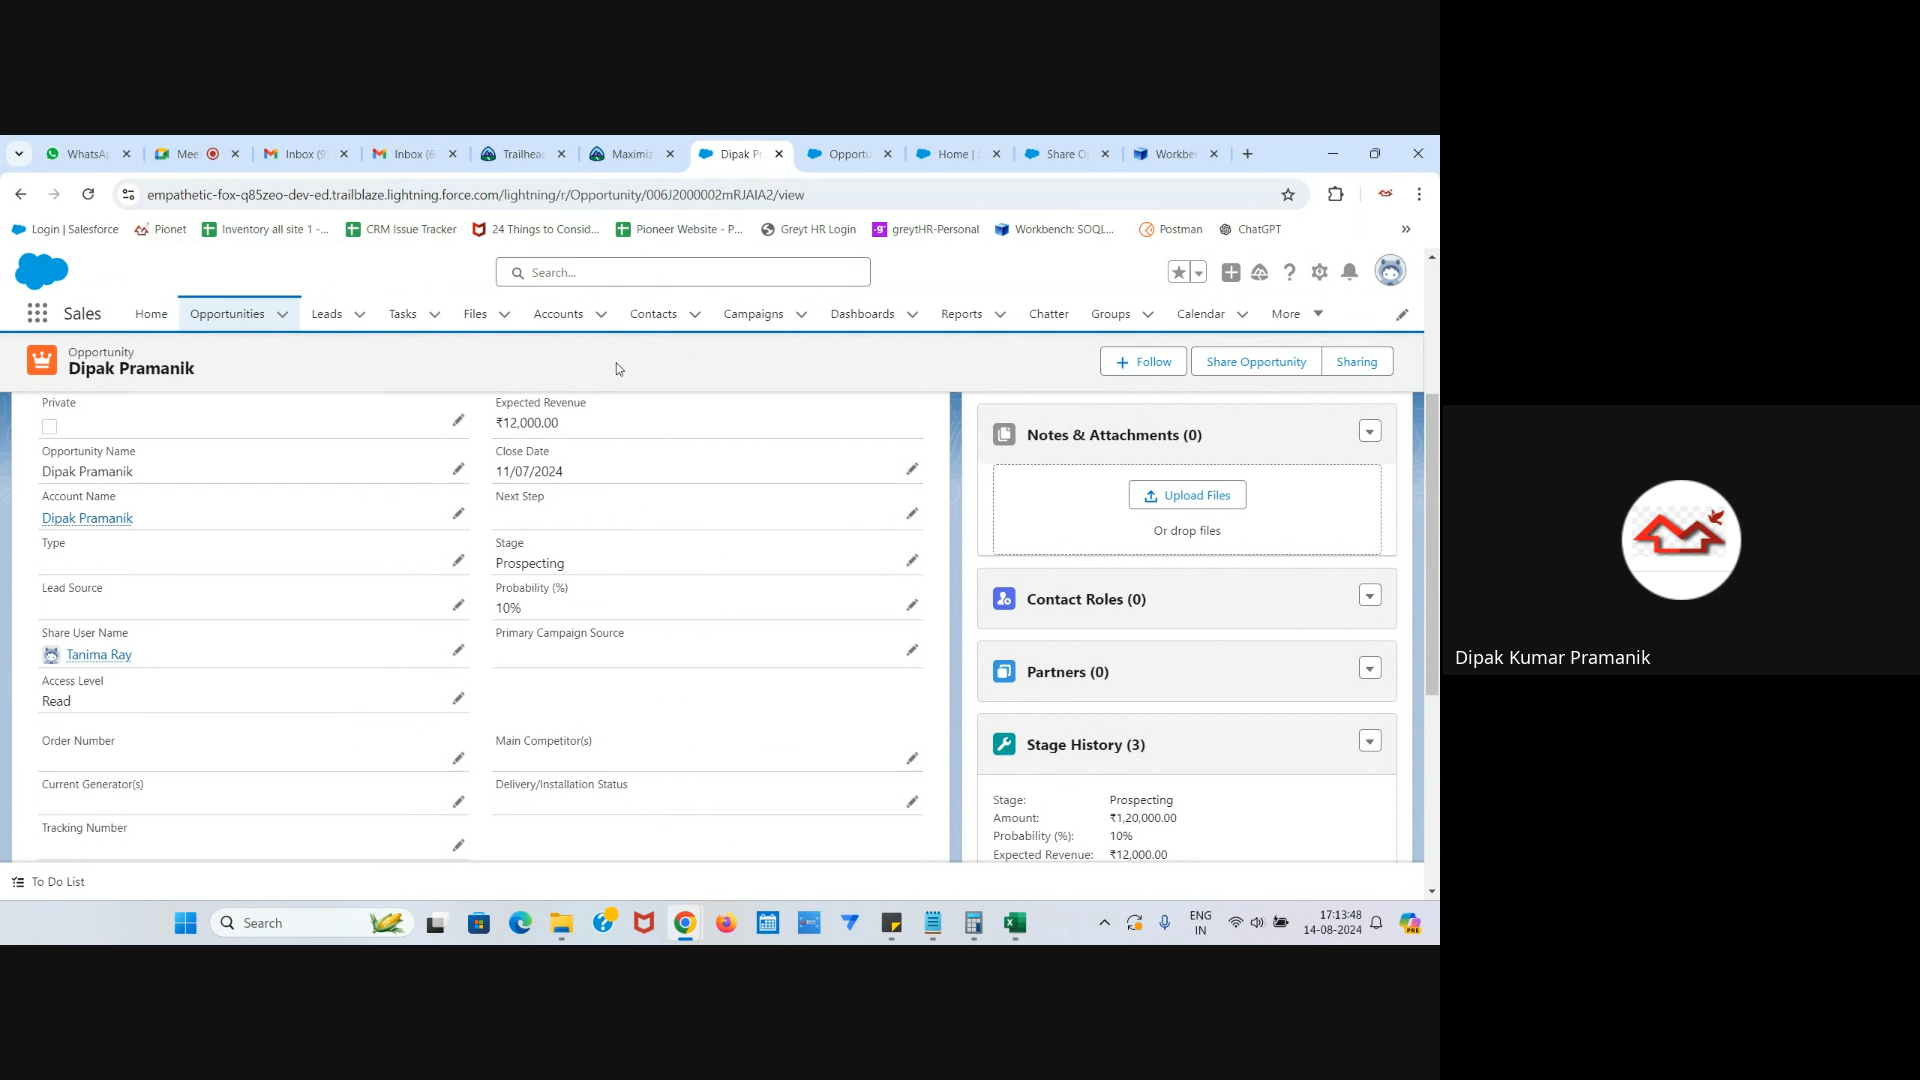 WhatsA
Mee
Inbox (9
Inbox (6
Trailhea
Maximiz
Dipak Pr
Opportu
Home |
Share O
Workber
empathetic-fox-q85zeo-dev-ed.trailblaze.lightning.force.com/lightning/r/Opportunity/006J2000002mRJAIA2/view
Login | Salesforce
Pionet
Inventory all site 1 -...
CRM Issue Tracker
24 Things to Consid...
Pioneer Website - P...
Greyt HR Login
greytHR-Personal
Workbench: SOQL...
Postman
ChatGPT
Search...
Sales
Home
Opportunities
Leads
Tasks
Files
Accounts
Contacts
Campaigns
Dashboards
Reports
Chatter
Groups
Calendar
More
Opportunity
Dipak Pramanik
Follow
Share Opportunity
Sharing
Private
Opportunity Name
Dipak Pramanik
Account Name
Dipak Pramanik
Type
Lead Source
Share User Name
Tanima Ray
Access Level
Read
Order Number
Current Generator(s)
Tracking Number
Expected Revenue
₹12,000.00
Close Date
11/07/2024
Next Step
Stage
Prospecting
Probability (%)
10%
Primary Campaign Source
Main Competitor(s)
Delivery/Installation Status
Notes & Attachments (0)
Upload Files
Or drop files
Contact Roles (0)
Partners (0)
Stage History (3)
Stage: Prospecting
Amount: ₹1,20,000.00
Probability (%): 10%
Expected Revenue: ₹12,000.00
To Do List
Search
ENG
IN
17:13:48
14-08-2024
PRE
Dipak Kumar Pramanik